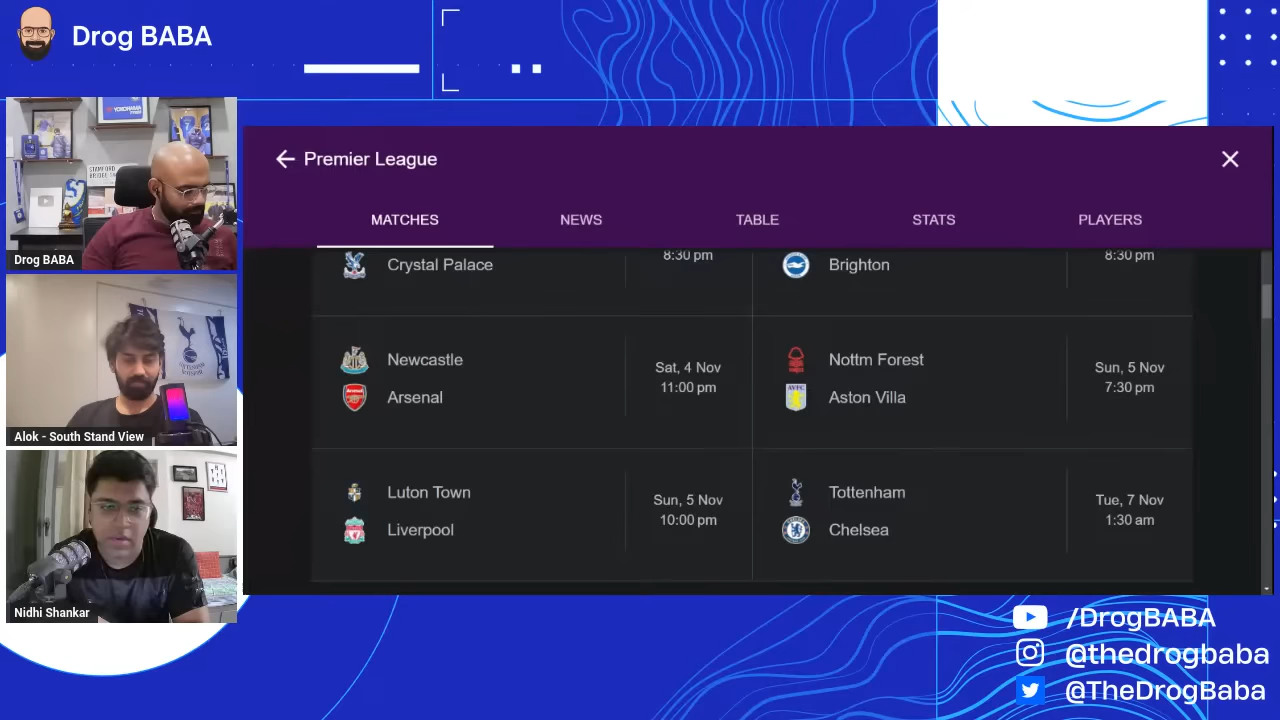 Drog BABA
YOKOHAMA
STAMFORD
Drog BABA
Alok - South Stand View
Nidhi Shankar
Premier League
MATCHES
NEWS
TABLE
STATS
PLAYERS
Crystal Palace
8:30 pm
Brighton
8:30 pm
Newcastle
Arsenal
Sat, 4 Nov
11:00 pm
Nottm Forest
Aston Villa
Sun, 5 Nov
7:30 pm
Luton Town
Liverpool
Sun, 5 Nov
10:00 pm
Tottenham
Chelsea
Tue, 7 Nov
1:30 am
/DrogBABA
@thedrogbaba
@TheDrogBaba